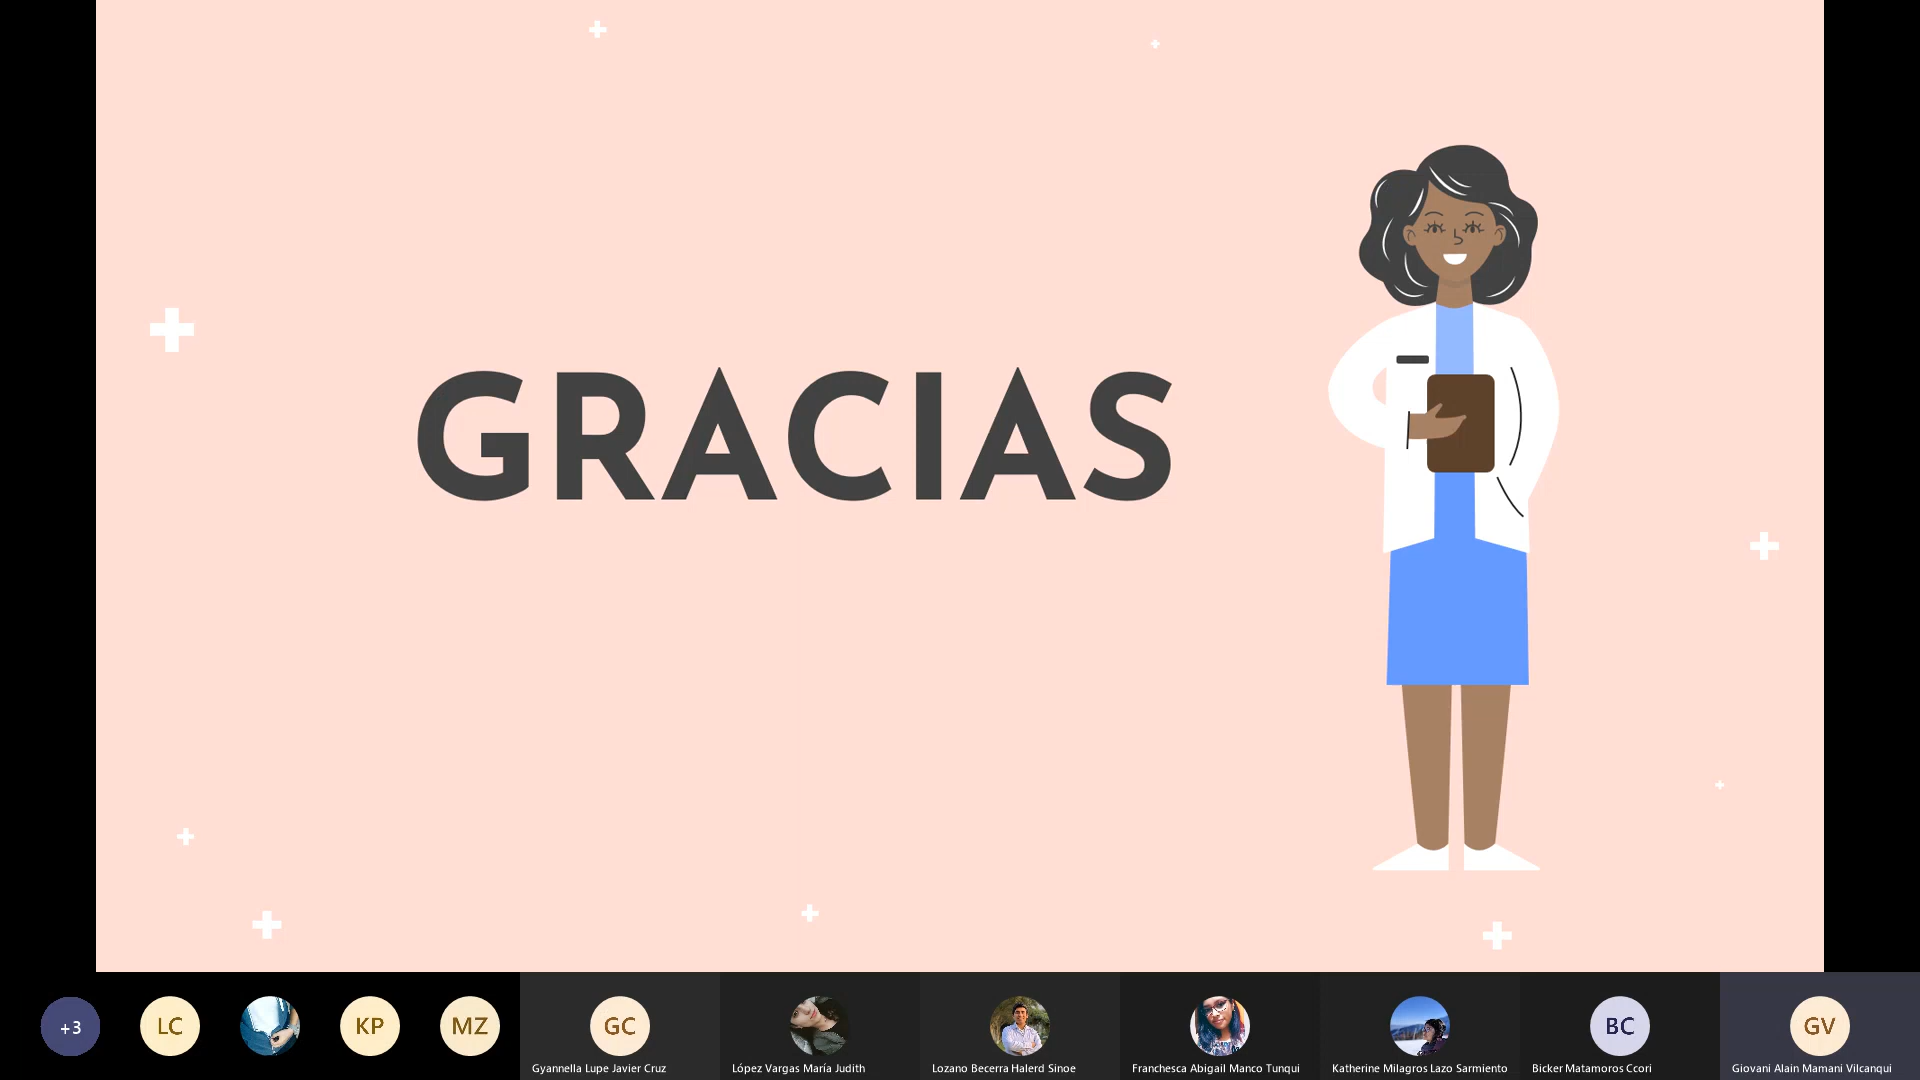 GRACIAS
+3
LC
KP
MZ
GC
BC
GV
Gyannella Lupe Javier Cruz
López Vargas María Judith
Lozano Becerra Halerd Sinoe
Franchesca Abigail Manco Tunqui
Katherine Milagros Lazo Sarmiento
Bicker Matamoros Ccori
Giovani Alain Mamani Vilcanqui